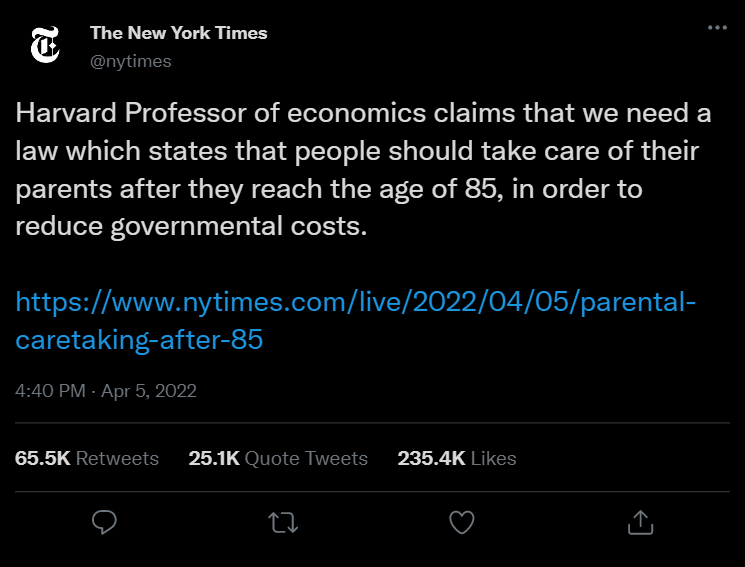 The New York Times
@nytimes
Harvard Professor of economics claims that we need a
law which states that people should take care of their
parents after they reach the age of 85, in order to
reduce governmental costs.
https://www.nytimes.com/live/2022/04/05/parental-
caretaking-after-85
4:40 PM · Apr 5, 2022
65.5K Retweets 25.1K Quote Tweets 235.4K Likes